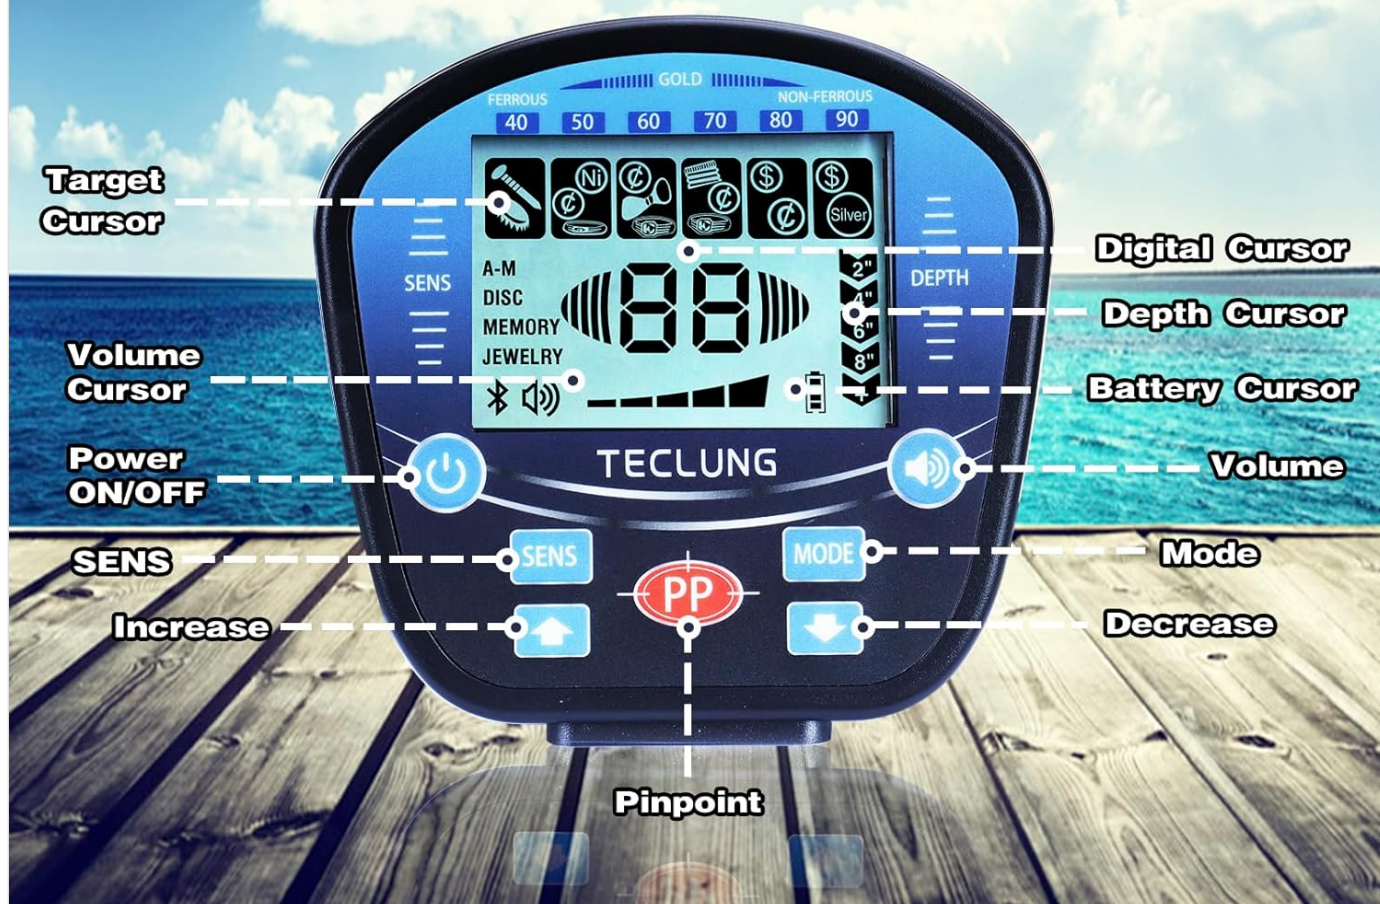 GOLD
FERROUS
NON-FERROUS
40 50 60 70 80 90
Ni
¢
¢
¢
$
¢
$
Silver
Target
Cursor
SENS
A-M
DISC
MEMORY
JEWELRY
88
2"
4"
6"
8"
DEPTH
Digital Cursor
Depth Cursor
Volume
Cursor
Battery Cursor
Power
ON/OFF
TECLUNG
Volume
SENS
SENS
MODE
Mode
PP
Increase
Decrease
Pinpoint